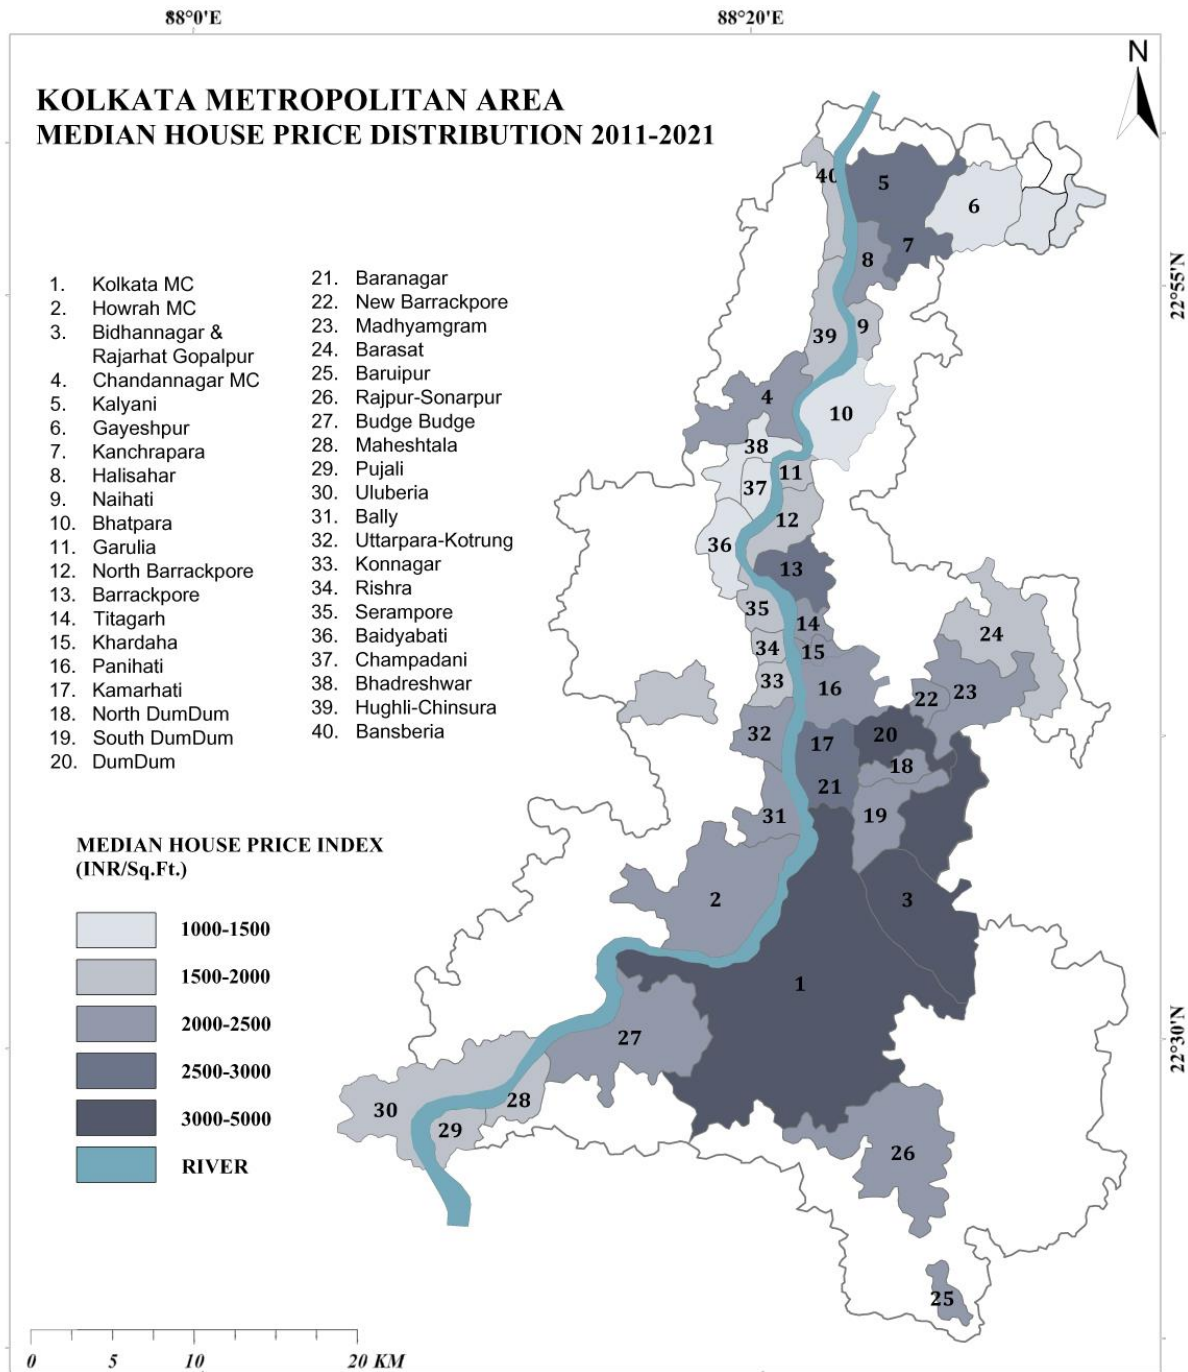 88°0'E
88°20'E
N
KOLKATA METROPOLITAN AREA
MEDIAN HOUSE PRICE DISTRIBUTION 2011-2021
1. Kolkata MC
2. Howrah MC
3. Bidhannagar &
Rajarhat Gopalpur
4. Chandannagar MC
5. Kalyani
6. Gayeshpur
7. Kanchrapara
8. Halisahar
9. Naihati
10. Bhatpara
11. Garulia
12. North Barrackpore
13. Barrackpore
14. Titagarh
15. Khardaha
16. Panihati
17. Kamarhati
18. North DumDum
19. South DumDum
20. DumDum
21. Baranagar
22. New Barrackpore
23. Madhyamgram
24. Barasat
25. Baruipur
26. Rajpur-Sonarpur
27. Budge Budge
28. Maheshtala
29. Pujali
30. Uluberia
31. Bally
32. Uttarpara-Kotrung
33. Konnagar
34. Rishra
35. Serampore
36. Baidyabati
37. Champadani
38. Bhadreshwar
39. Hughli-Chinsura
40. Bansberia
40
5
6
7
8
9
39
4
10
38
11
37
12
36
13
35
14
24
34
15
33
16
22
23
32
17
20
18
21
31
19
2
3
1
27
28
30
29
26
25
22°55'N
22°30'N
MEDIAN HOUSE PRICE INDEX
(INR/Sq.Ft.)
1000-1500
1500-2000
2000-2500
2500-3000
3000-5000
RIVER
0 5 10 20 KM